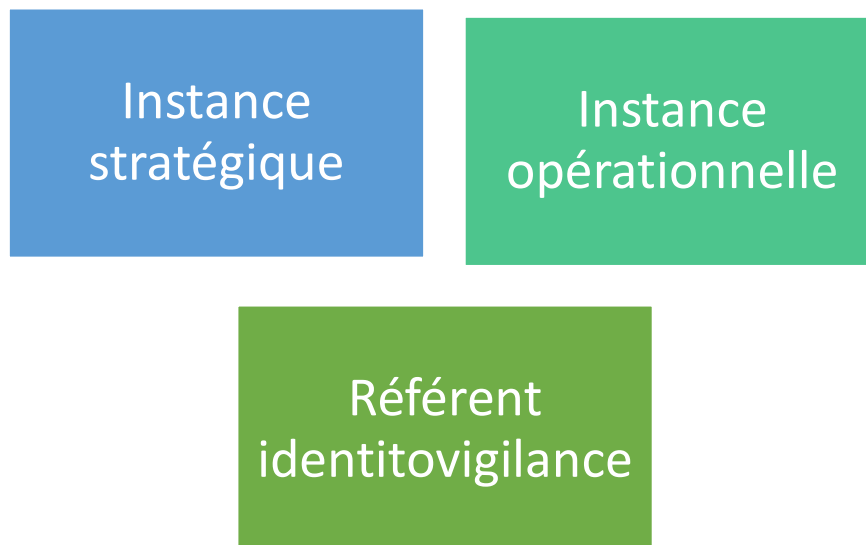 Instance
stratégique
Instance
opérationnelle
Référent
identitovigilance